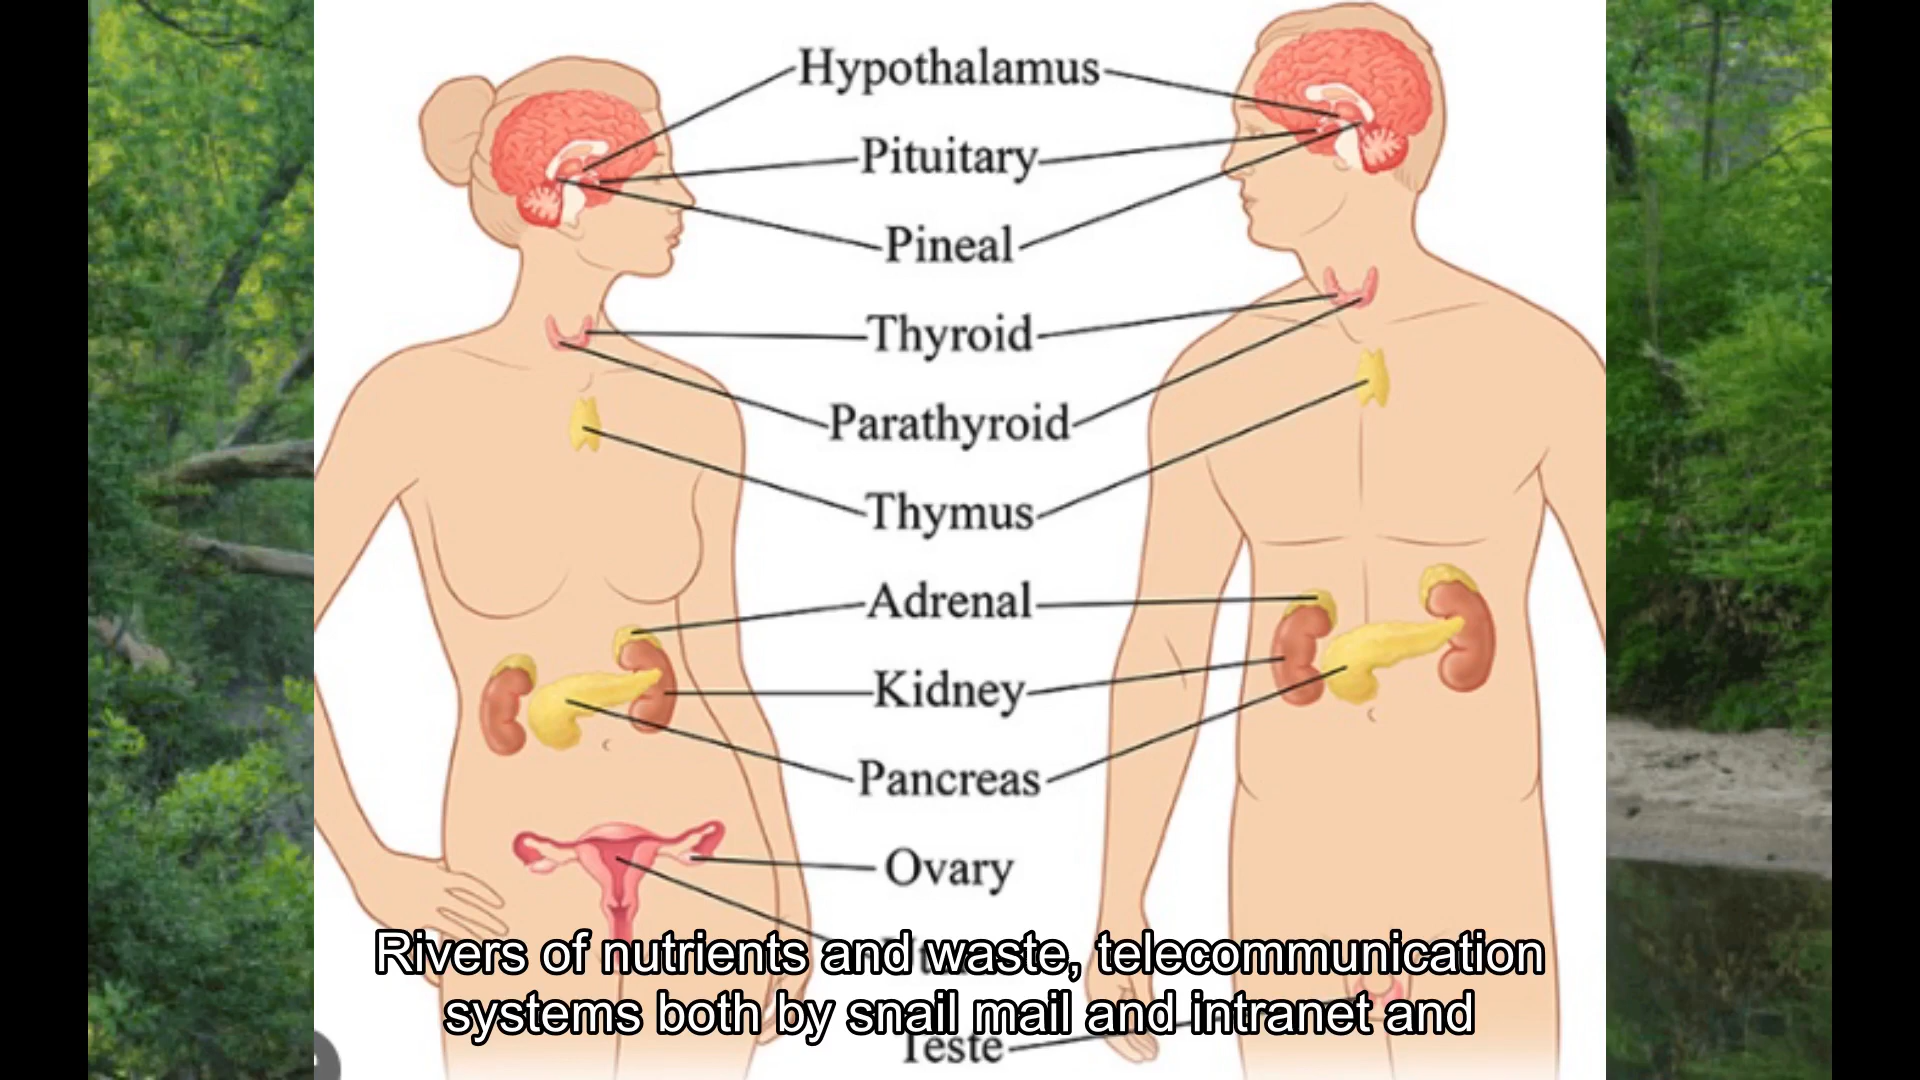 Hypothalamus
Pituitary
Pineal
Thyroid
Parathyroid
Thymus
Adrenal
Kidney
Pancreas
Ovary
Rivers of nutrients and waste, telecommunication
systems both by snail mail and intranet and
Teste